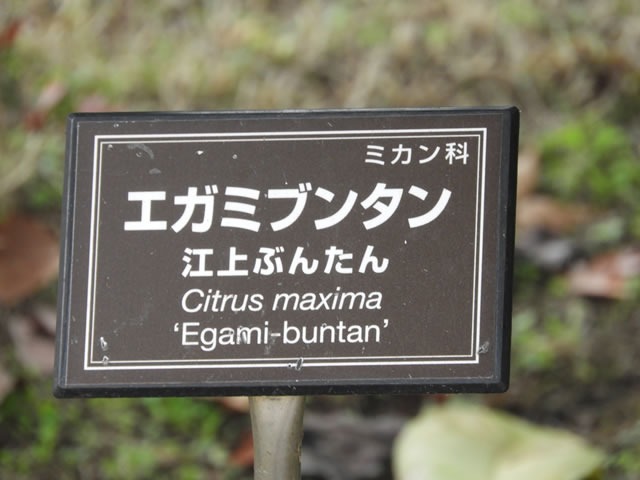 ミカン科
エガミブンタン
江上ぶんたん
Citrus maxima
‘Egami-buntan’